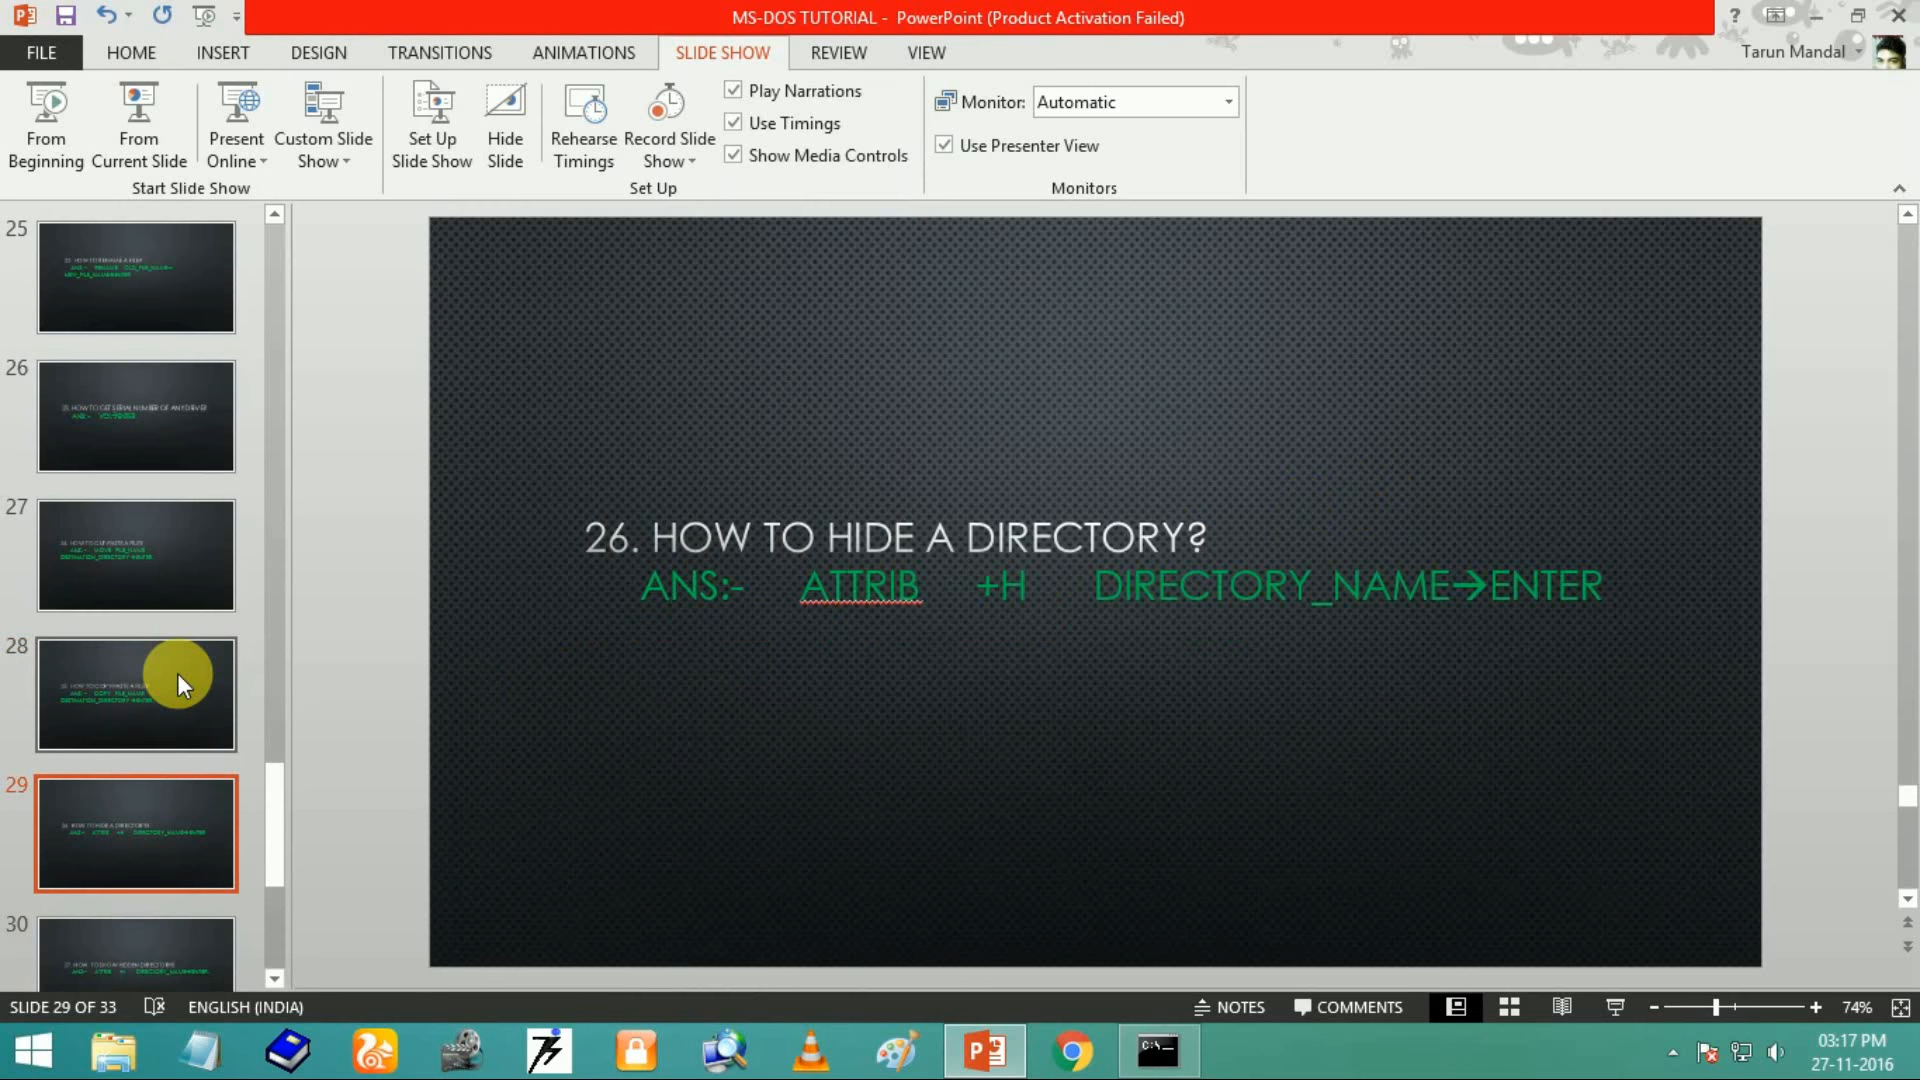 MS-DOS TUTORIAL - PowerPoint (Product Activation Failed)
FILE HOME INSERT DESIGN TRANSITIONS ANIMATIONS SLIDE SHOW REVIEW VIEW
Tarun Mandal
From Beginning
From Current Slide
Present Online
Custom Slide Show
Start Slide Show
Set Up Slide Show
Hide Slide
Rehearse Timings
Record Slide Show
Play Narrations
Use Timings
Show Media Controls
Set Up
Monitor: Automatic
Use Presenter View
Monitors
25
26
27
28
29
30
26. HOW TO HIDE A DIRECTORY?
ANS:- ATTRIB +H DIRECTORY_NAME→ENTER
SLIDE 29 OF 33 ENGLISH (INDIA) NOTES COMMENTS 74%
03:17 PM
27-11-2016